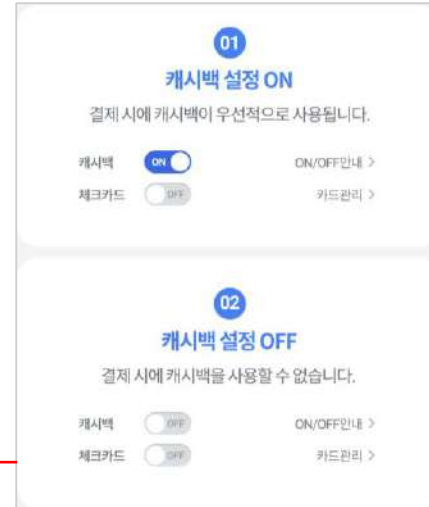 01
캐시백 설정 ON
결제 시에 캐시백이 우선적으로 사용됩니다.
캐시백 ON ON/OFF안내 >
체크카드 OFF 카드관리 >
02
캐시백 설정 OFF
결제 시에 캐시백을 사용할 수 없습니다.
캐시백 OFF ON/OFF안내 >
체크카드 OFF 카드관리 >